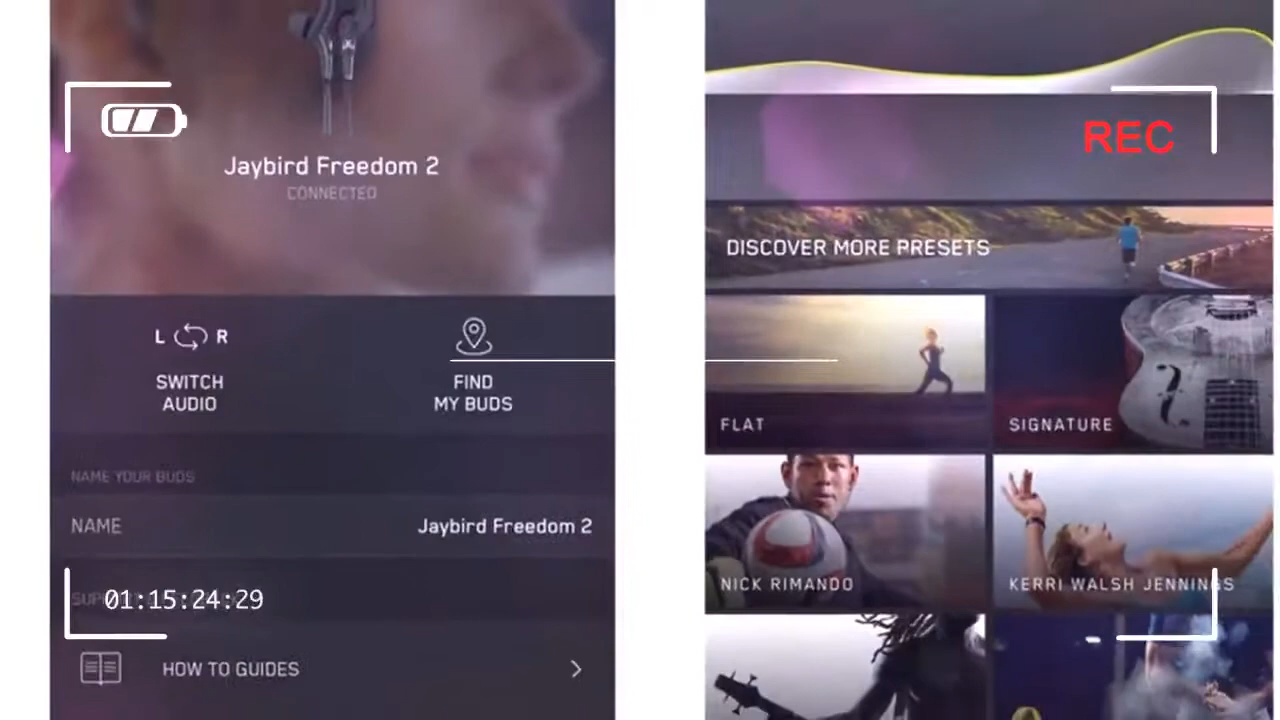 REC
Jaybird Freedom 2
CONNECTED
L R
SWITCH
AUDIO
FIND
MY BUDS
NAME YOUR BUDS
NAME
Jaybird Freedom 2
01:15:24:29
HOW TO GUIDES
DISCOVER MORE PRESETS
FLAT
SIGNATURE
NICK RIMANDO
KERRI WALSH JENNINGS